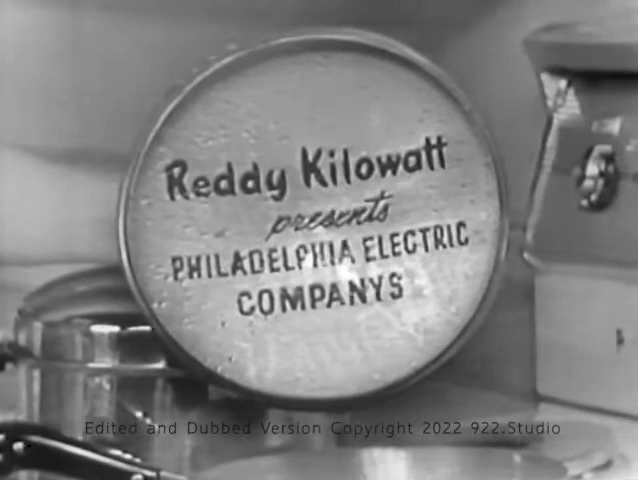 Reddy Kilowatt
presents
PHILADELPHIA ELECTRIC
COMPANYS
Edited and Dubbed Version Copyright 2022 922.Studio